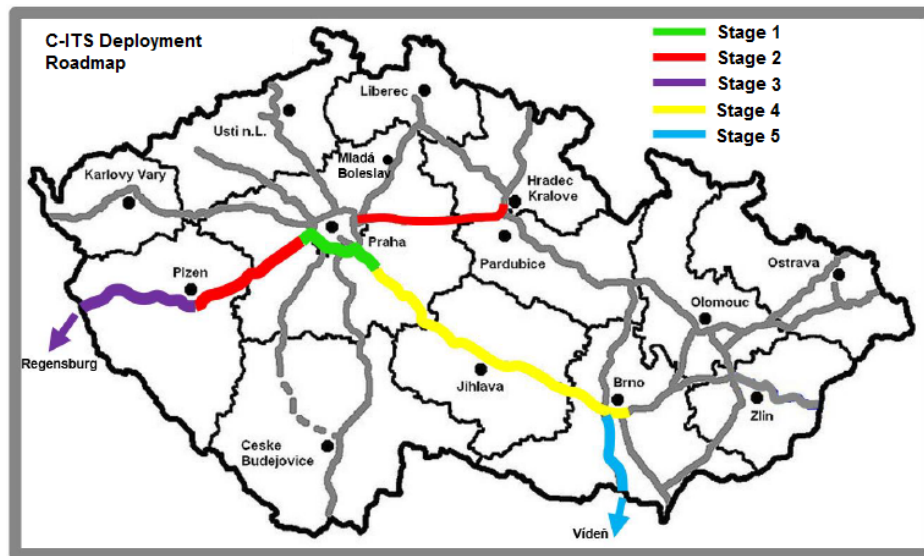 C-ITS Deployment
Roadmap
Stage 1
Stage 2
Stage 3
Stage 4
Stage 5
Liberec
Usti n.L.
Mladá
Boleslav
Karlovy Vary
Hradec
Kralove
Praha
Pardubice
Plzen
Ostrava
Olomouc
Regensburg
Jihlava
Brno
Zlin
Ceske
Budejovice
Vídeň